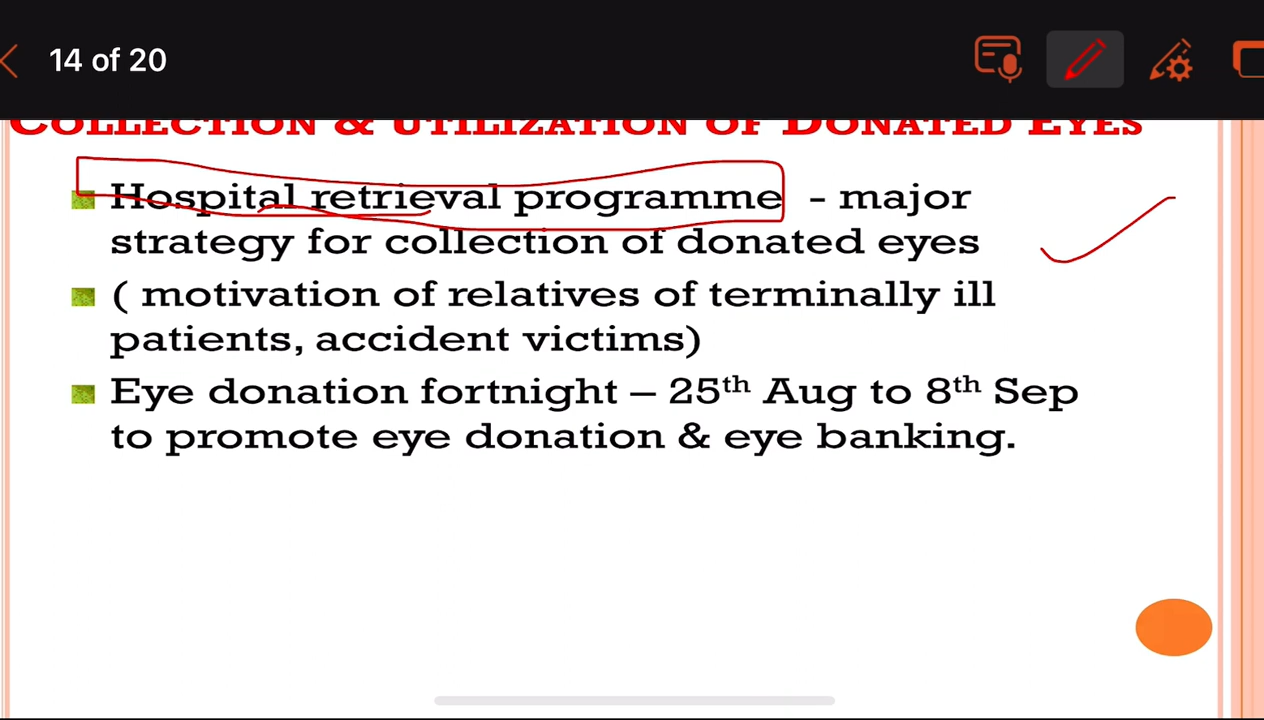 14 of 20
COLLECTION & UTILIZATION OF DONATED EYES
Hospital retrieval programme - major
strategy for collection of donated eyes
( motivation of relatives of terminally ill
patients, accident victims)
Eye donation fortnight – 25th Aug to 8th Sep
to promote eye donation & eye banking.